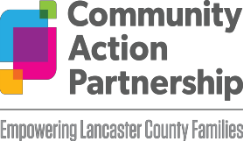 Community
Action
Partnership
Empowering Lancaster County Families